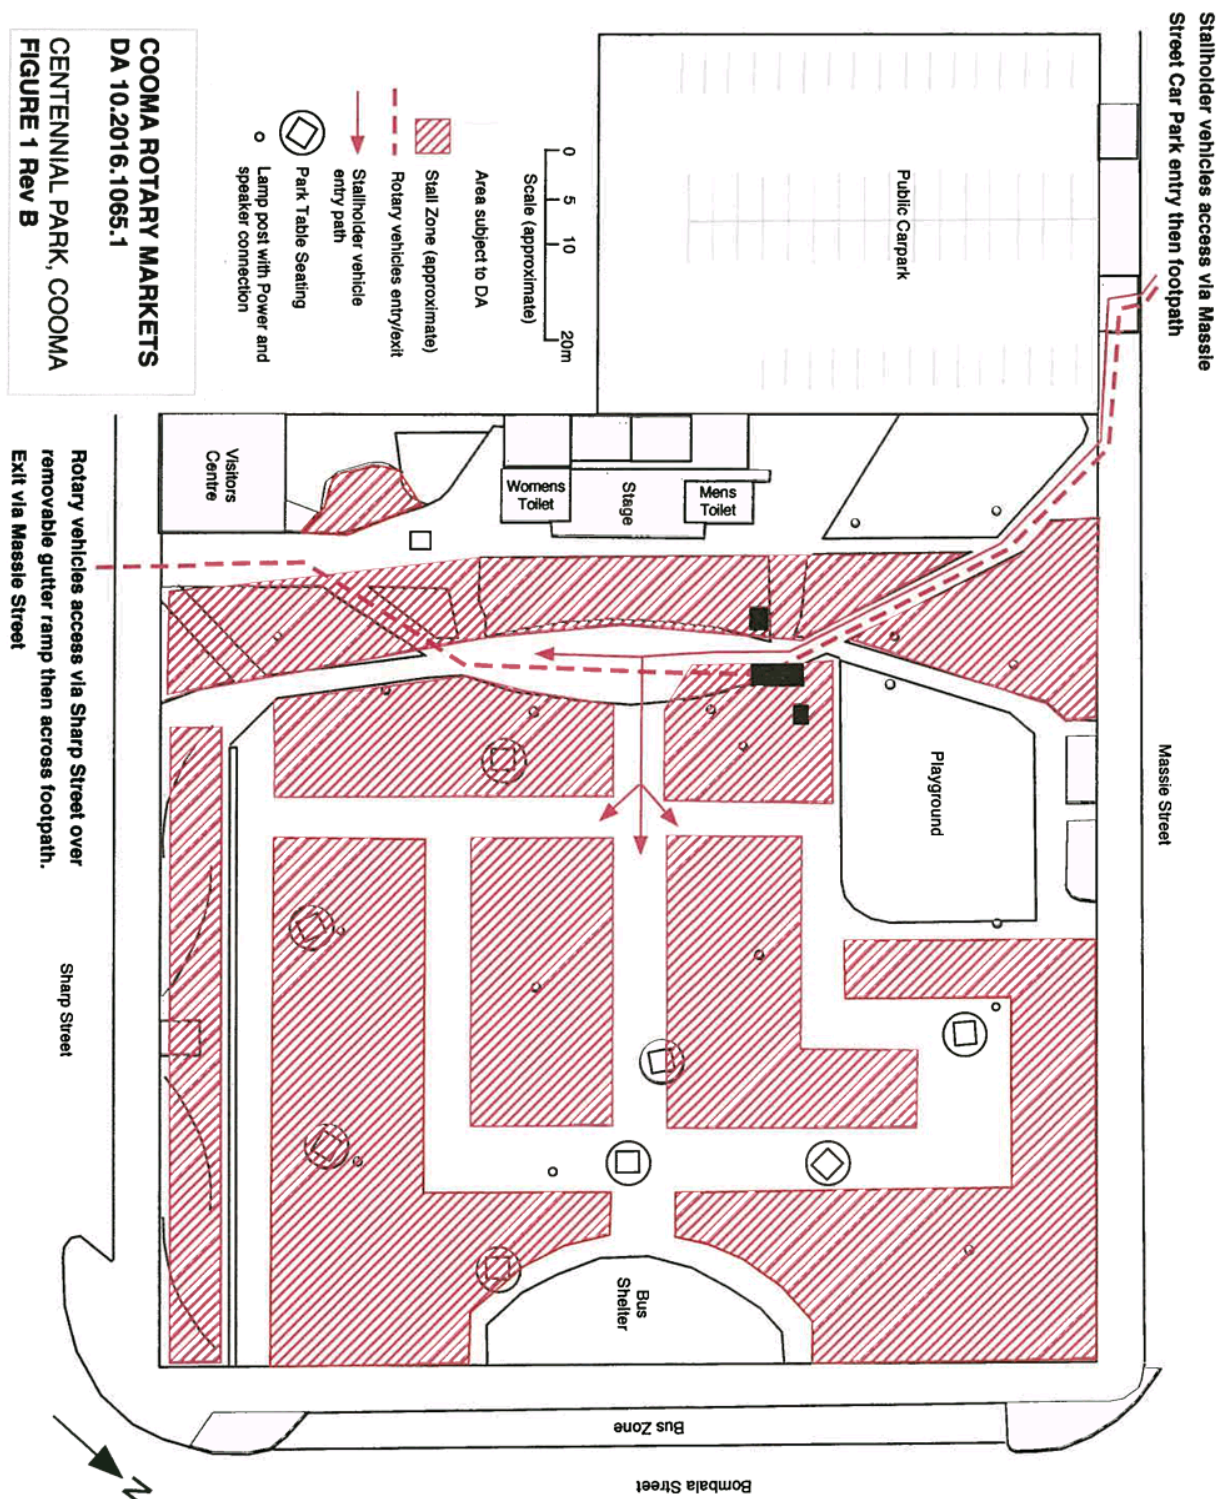 Stallholder vehicles access via Massie
Street Car Park entry then footpath
Public Carpark
Scale (approximate)
0
5
10
20m
Area subject to DA
Stall Zone (approximate)
Rotary vehicles entry/exit
Stallholder vehicle
entry path
Park Table Seating
Lamp post with Power and
speaker connection
COOMA ROTARY MARKETS
DA 10.2016.1065.1
CENTENNIAL PARK, COOMA
FIGURE 1 Rev B
Visitors
Centre
Womens
Toilet
Stage
Mens
Toilet
Rotary vehicles access via Sharp Street over
removable gutter ramp then across footpath.
Exit via Massie Street
Playground
Massie Street
Sharp Street
Bus
Shelter
Bus Zone
Bombala Street
N